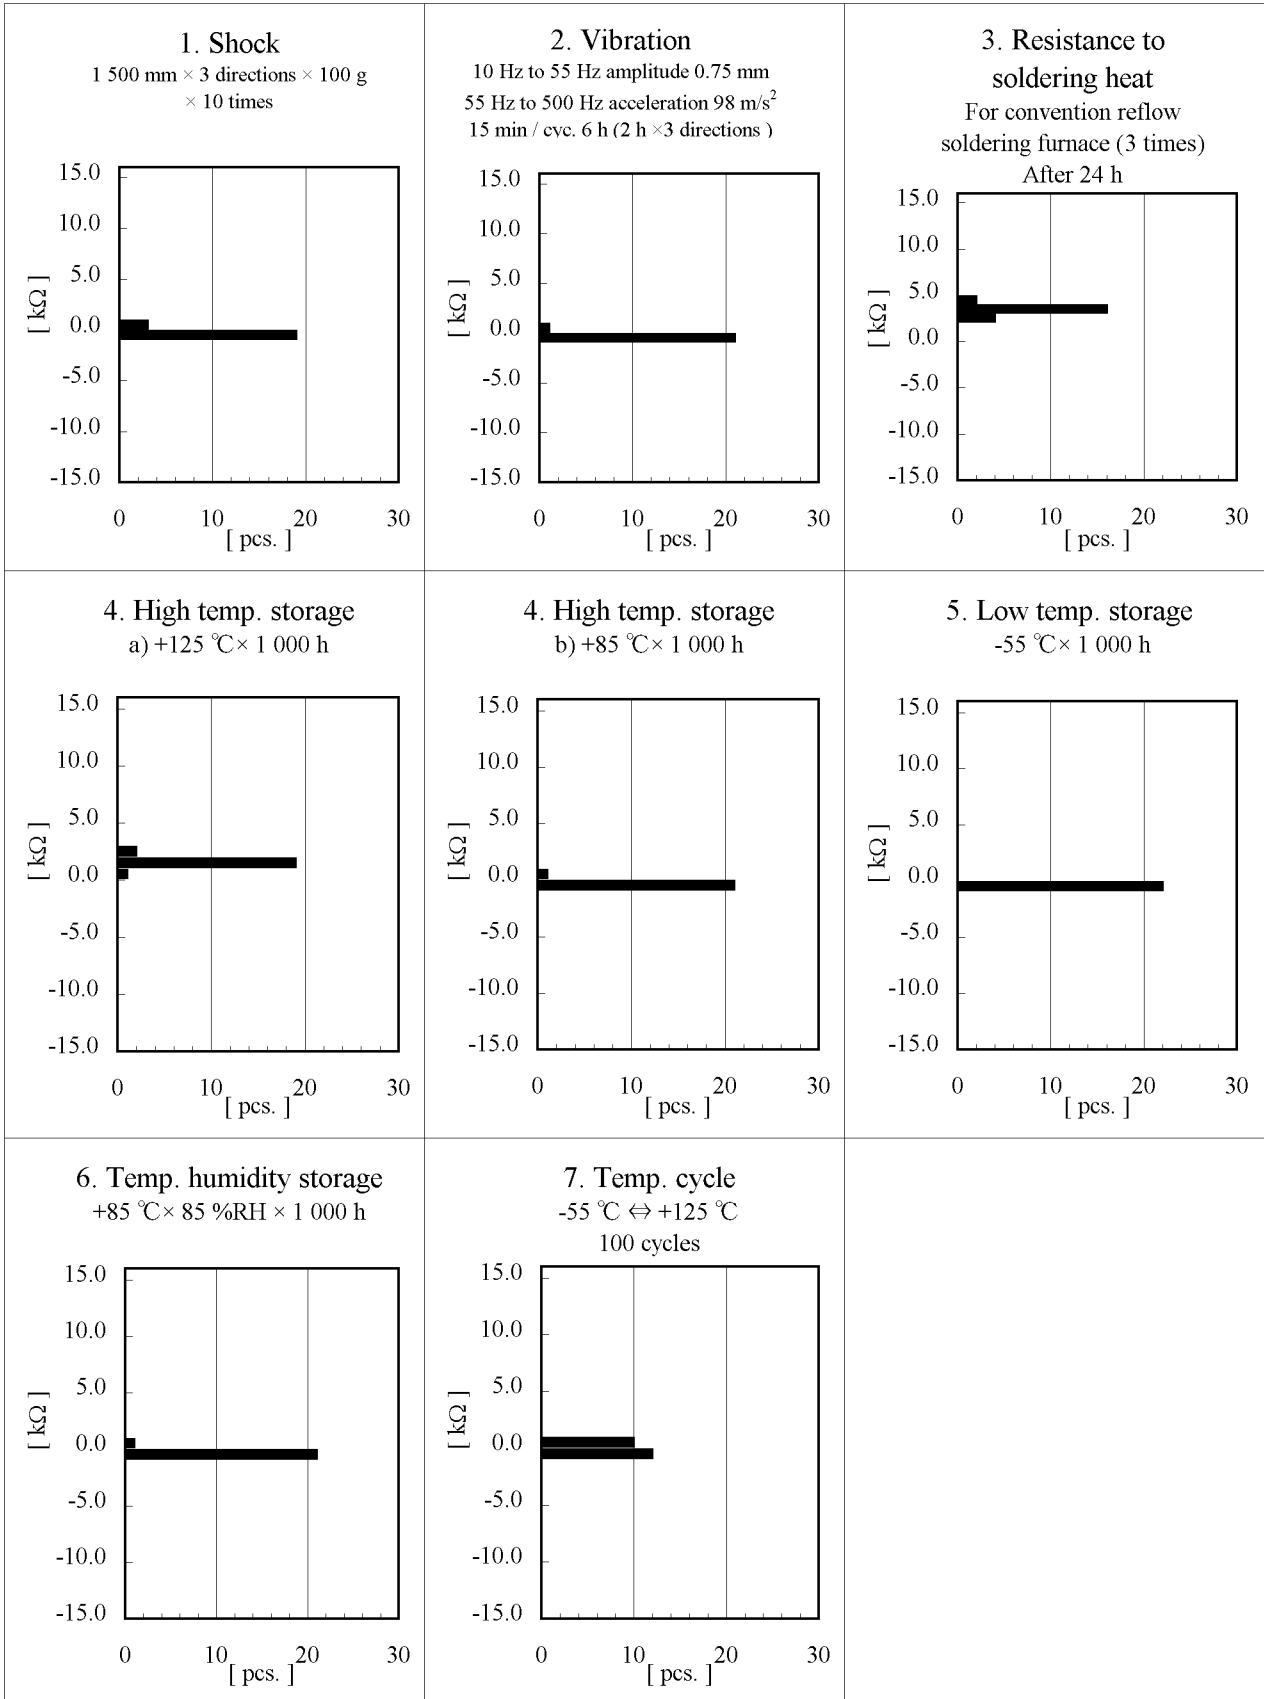 1. Shock
1 500 mm × 3 directions × 100 g
× 10 times
15.0
10.0
5.0
0.0
-5.0
-10.0
-15.0
[ kΩ ]
0 10 20 30
[ pcs. ]
2. Vibration
10 Hz to 55 Hz amplitude 0.75 mm
55 Hz to 500 Hz acceleration 98 m/s²
15 min / cyc. 6 h (2 h ×3 directions )
15.0
10.0
5.0
0.0
-5.0
-10.0
-15.0
[ kΩ ]
0 10 20 30
[ pcs. ]
3. Resistance to
soldering heat
For convention reflow
soldering furnace (3 times)
After 24 h
15.0
10.0
5.0
0.0
-5.0
-10.0
-15.0
[ kΩ ]
0 10 20 30
[ pcs. ]
4. High temp. storage
a) +125 ℃× 1 000 h
15.0
10.0
5.0
0.0
-5.0
-10.0
-15.0
[ kΩ ]
0 10 20 30
[ pcs. ]
4. High temp. storage
b) +85 ℃× 1 000 h
15.0
10.0
5.0
0.0
-5.0
-10.0
-15.0
[ kΩ ]
0 10 20 30
[ pcs. ]
5. Low temp. storage
-55 ℃× 1 000 h
15.0
10.0
5.0
0.0
-5.0
-10.0
-15.0
[ kΩ ]
0 10 20 30
[ pcs. ]
6. Temp. humidity storage
+85 ℃× 85 %RH × 1 000 h
15.0
10.0
5.0
0.0
-5.0
-10.0
-15.0
[ kΩ ]
0 10 20 30
[ pcs. ]
7. Temp. cycle
-55 ℃ ⇔ +125 ℃
100 cycles
15.0
10.0
5.0
0.0
-5.0
-10.0
-15.0
[ kΩ ]
0 10 20 30
[ pcs. ]